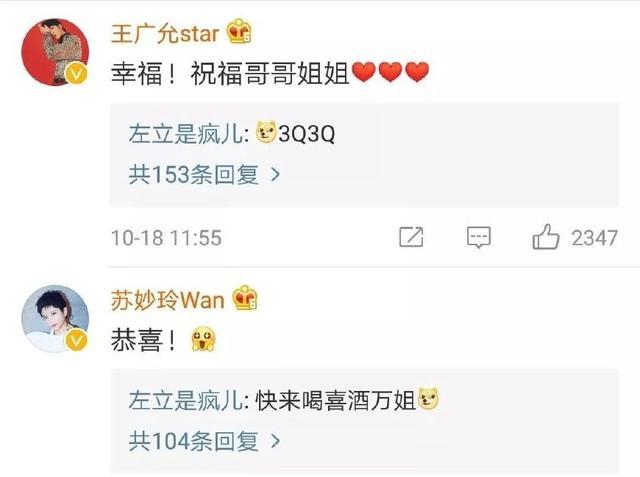 王广允star
幸福！祝福哥哥姐姐❤❤❤
左立是疯儿:3Q3Q
共153条回复 >
10-18 11:55 2347
苏妙玲Wan
恭喜！
左立是疯儿:快来喝喜酒万姐
共104条回复 >